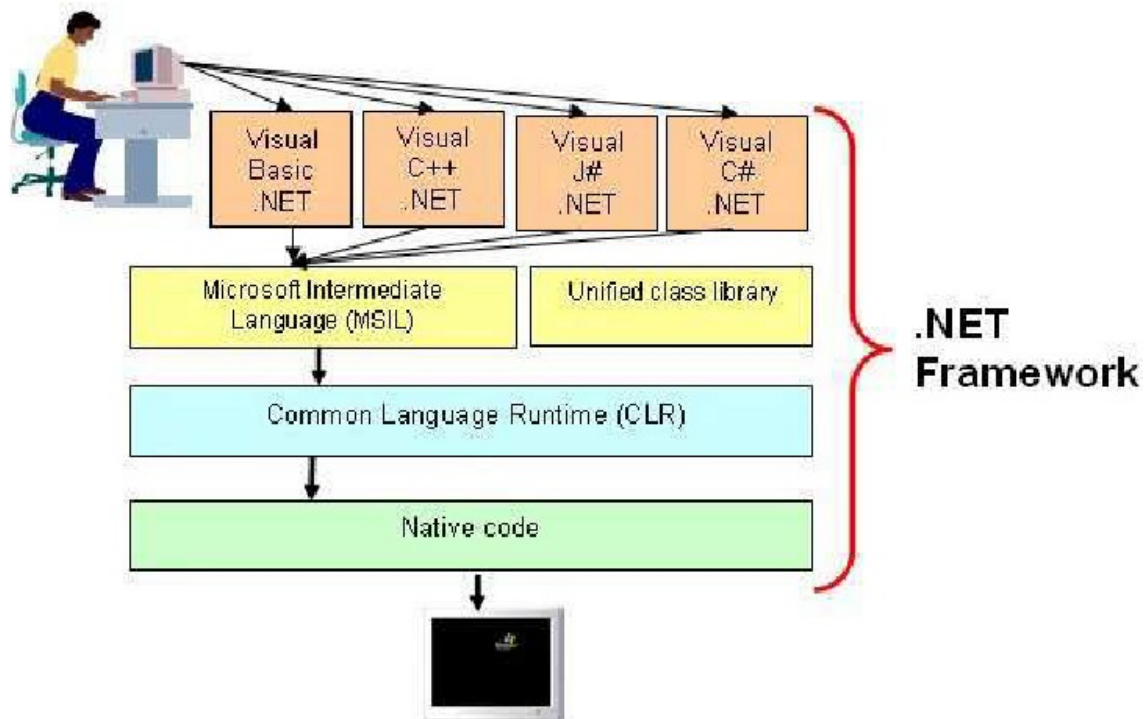 Visual
Basic
.NET
Visual
C++
.NET
Visual
J#
.NET
Visual
C#
.NET
Microsoft Intermediate
Language (MSIL)
Unified class library
.NET
Framework
Common Language Runtime (CLR)
Native code